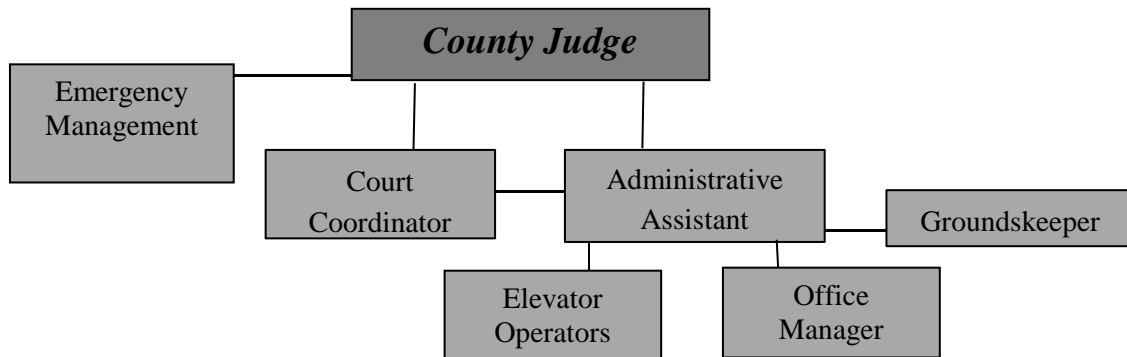 County Judge
Emergency
Management
Court
Coordinator
Administrative
Assistant
Groundskeeper
Elevator
Operators
Office
Manager